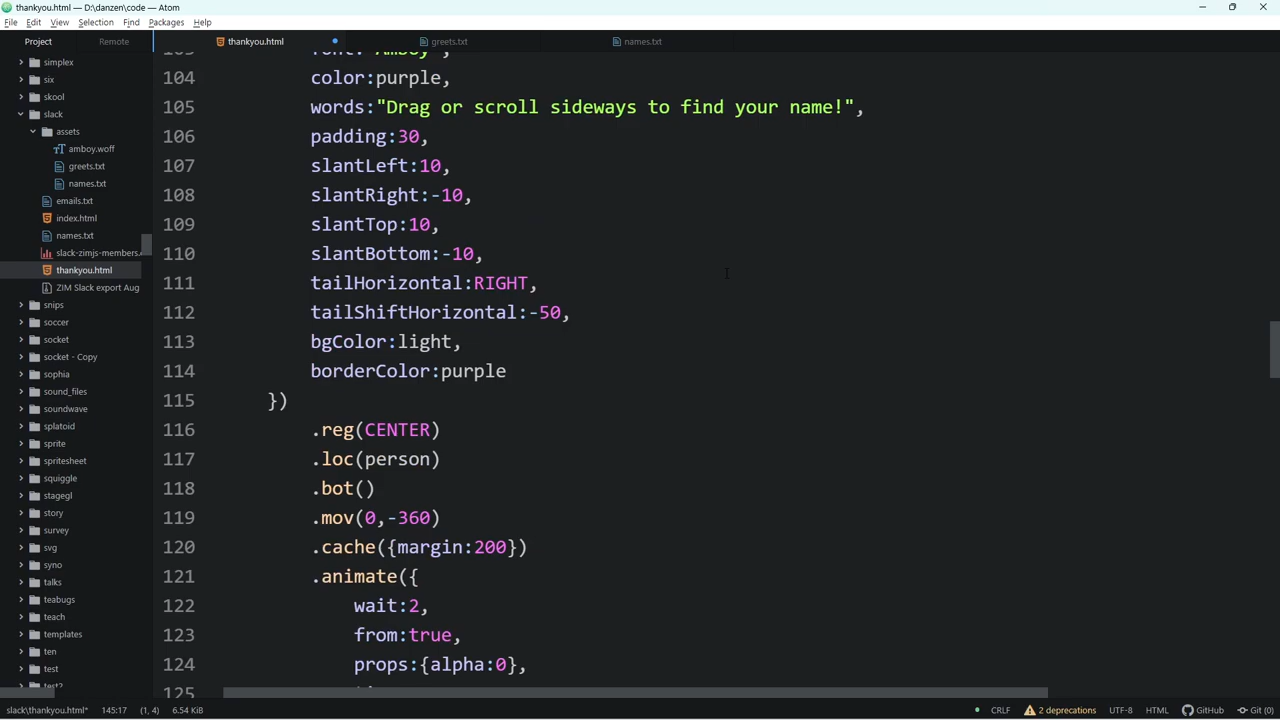 thankyou.html — D:\danzen\code — Atom
File Edit View Selection Find Packages Help
Project Remote thankyou.html greets.txt names.txt
simplex
six
skool
slack
assets
amboy.woff
greets.txt
names.txt
emails.txt
index.html
names.txt
slack-zimjs-members.
thankyou.html
ZIM Slack export Aug
snips
soccer
socket
socket - Copy
sophia
sound_files
soundwave
splatoid
sprite
spritesheet
squiggle
stagegl
story
survey
svg
syno
talks
teabugs
teach
templates
ten
test
test2
104 color:purple,
105 words:"Drag or scroll sideways to find your name!",
106 padding:30,
107 slantLeft:10,
108 slantRight:-10,
109 slantTop:10,
110 slantBottom:-10,
111 tailHorizontal:RIGHT,
112 tailShiftHorizontal:-50,
113 bgColor:light,
114 borderColor:purple
115 })
116 .reg(CENTER)
117 .loc(person)
118 .bot()
119 .mov(0,-360)
120 .cache({margin:200})
121 .animate({
122 wait:2,
123 from:true,
124 props:{alpha:0},
125
slack\thankyou.html* 145:17 (1, 4) 6.54 KiB CRLF 2 deprecations UTF-8 HTML GitHub Git (0)